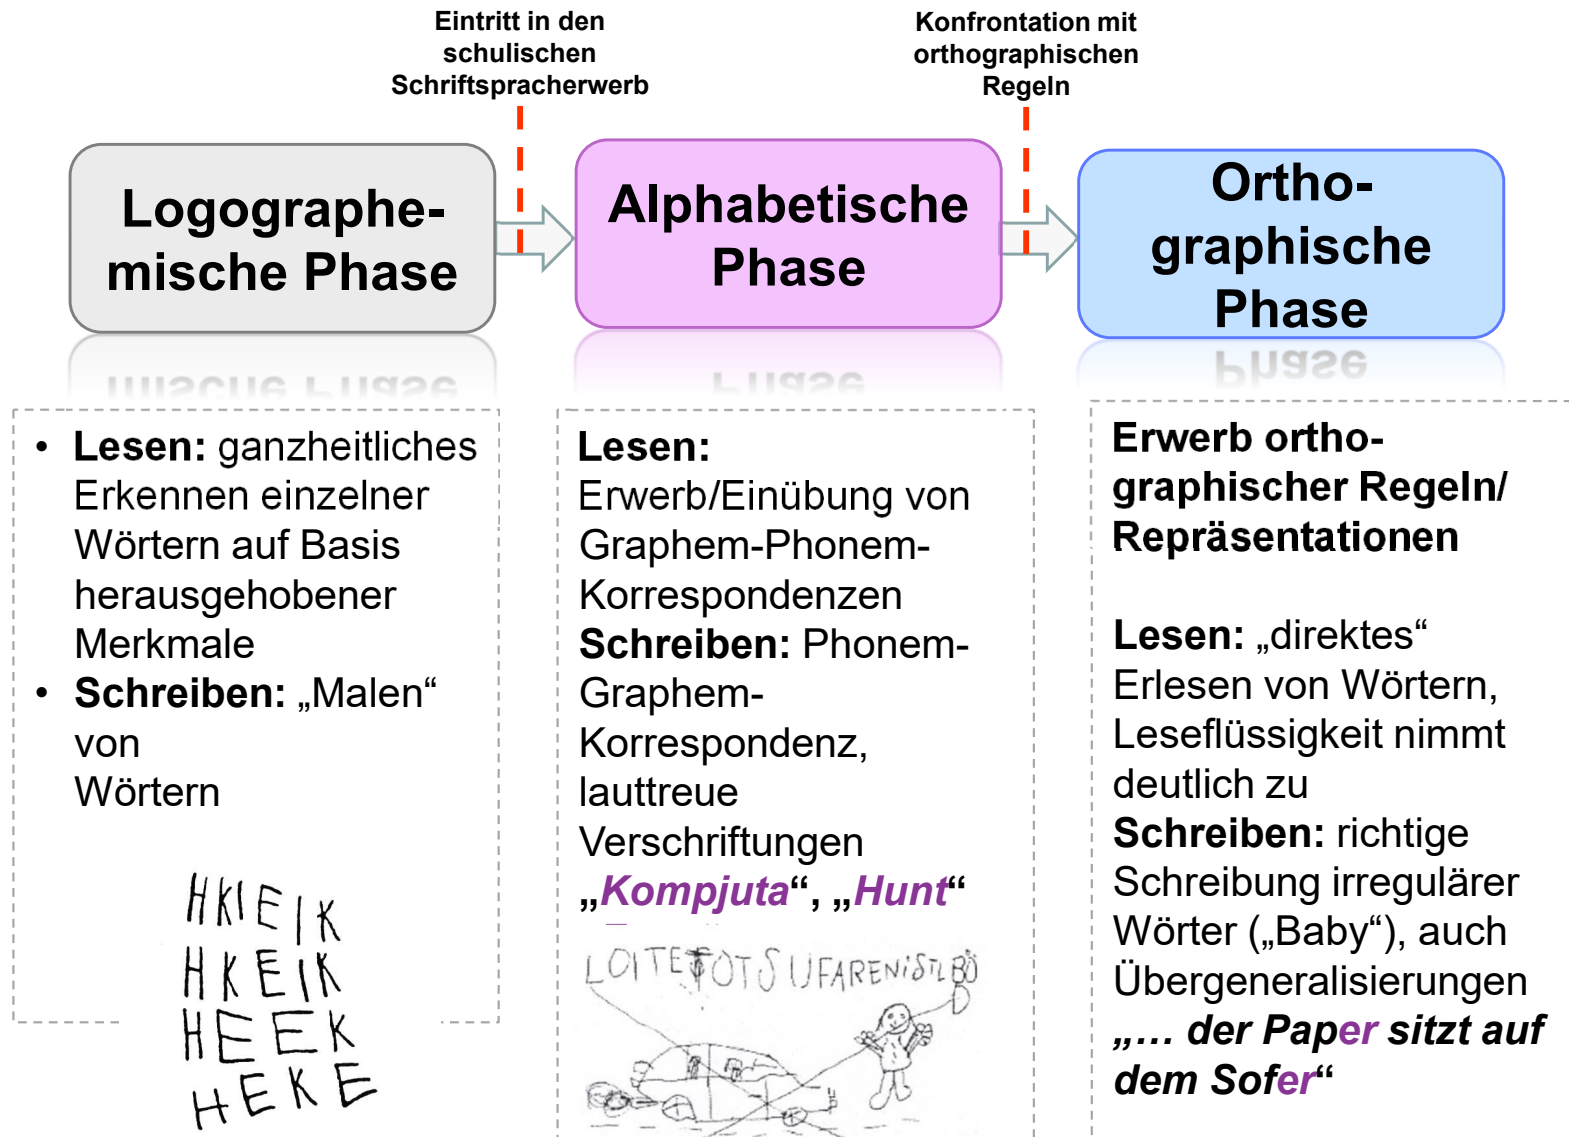 Eintritt in den
schulischen
Schriftspracherwerb
Konfrontation mit
orthographischen
Regeln
Logographe-
mische Phase
Alphabetische
Phase
Ortho-
graphische
Phase
• Lesen: ganzheitliches
Erkennen einzelner
Wörtern auf Basis
herausgehobener
Merkmale
• Schreiben: „Malen“
von
Wörtern
HKIEIK
HKEIK
HEEK
HEKE
Lesen:
Erwerb/Einübung von
Graphem-Phonem-
Korrespondenzen
Schreiben: Phonem-
Graphem-
Korrespondenz,
lauttreue
Verschriftungen
„Kompjuta“, „Hunt“
LOITE TOTSUFARENiSTLBÖ
D
Erwerb ortho-
graphischer Regeln/
Repräsentationen
Lesen: „direktes“
Erlesen von Wörtern,
Leseflüssigkeit nimmt
deutlich zu
Schreiben: richtige
Schreibung irregulärer
Wörter („Baby“), auch
Übergeneralisierungen
„… der Paper sitzt auf
dem Sofer“